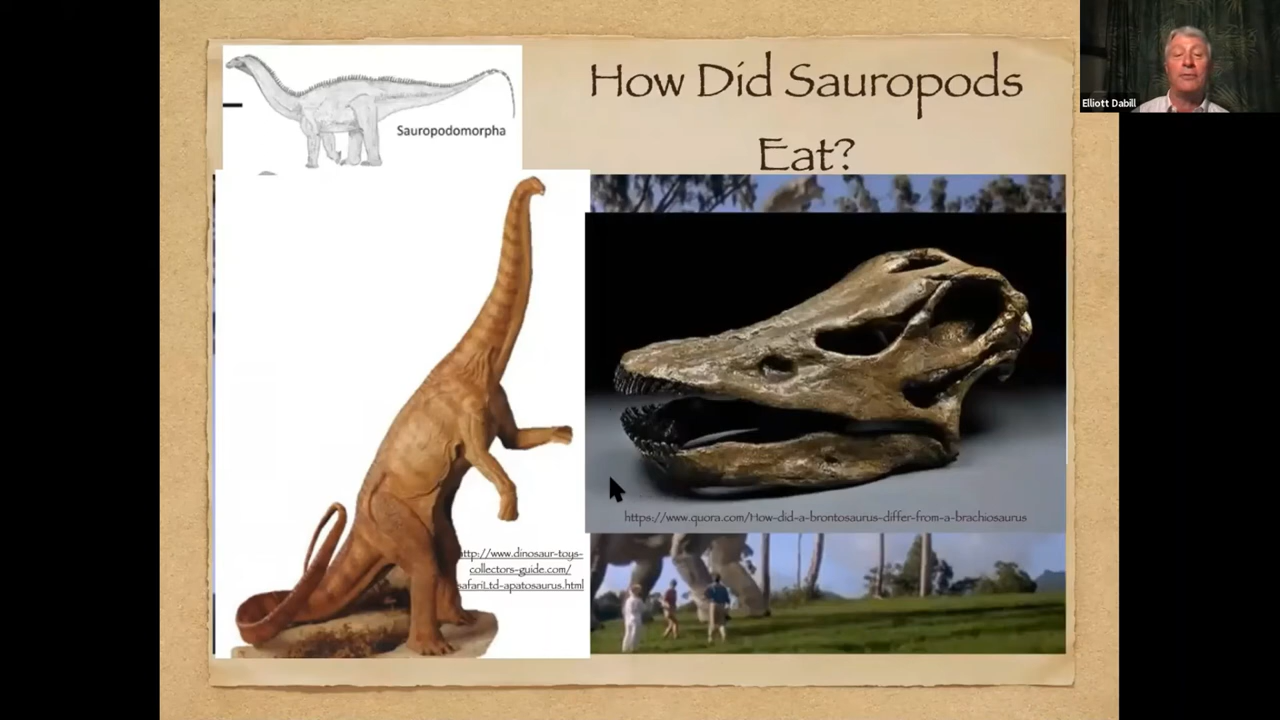 How Did Sauropods
Eat?
Elliott Dabill
Sauropodomorpha
https://www.quora.com/How-did-a-brontosaurus-differ-from-a-brachiosaurus
http://www.dinosaur-toys-
collectors-guide.com/
safariLtd-apatosaurus.html